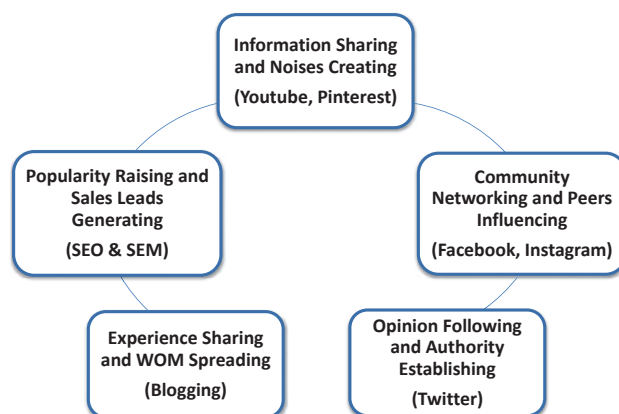 Information Sharing
and Noises Creating
(Youtube, Pinterest)
Popularity Raising and
Sales Leads
Generating
(SEO & SEM)
Community
Networking and Peers
Influencing
(Facebook, Instagram)
Experience Sharing
and WOM Spreading
(Blogging)
Opinion Following
and Authority
Establishing
(Twitter)